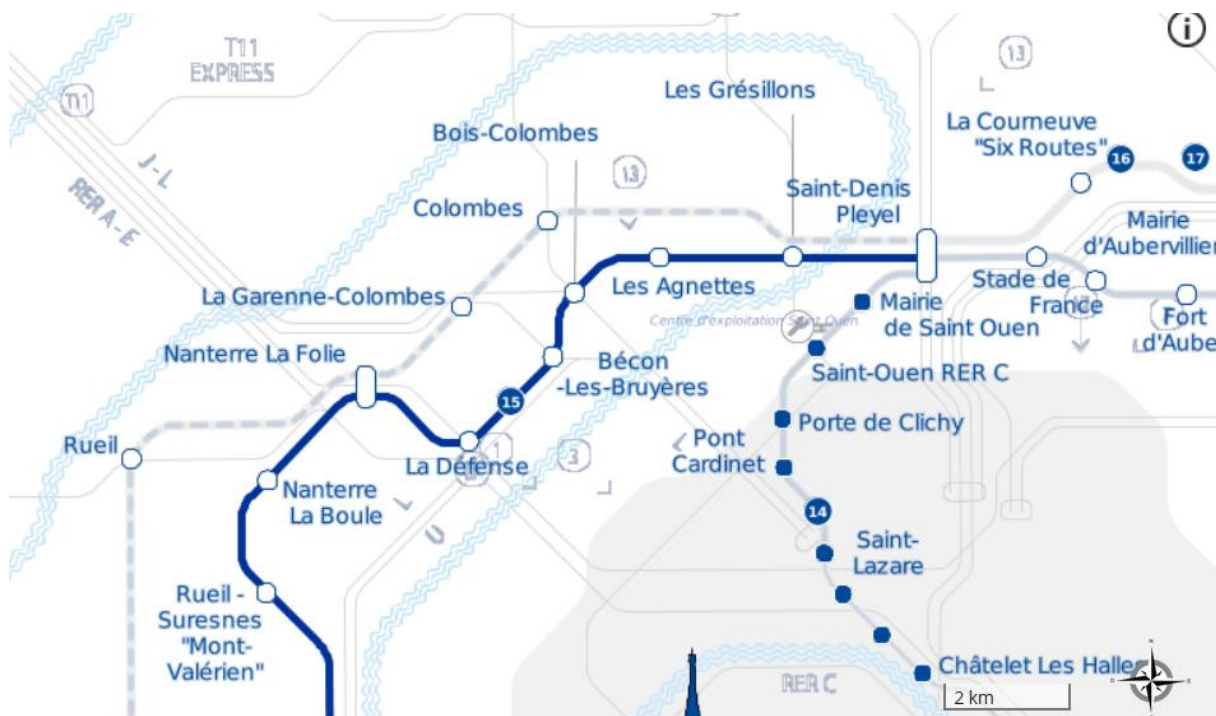 T11
EXPRESS
i
13
Les Grésillons
T11
La Courneuve
"Six Routes"
16
17
Bois-Colombes
J-L
13
Saint-Denis
Pleyel
RER A-E
Colombes
Mairie
d'Aubervillier
La Garenne-Colombes
Les Agnettes
Stade de
France
Centre d'exploitation Saint Ouen
Mairie
de Saint Ouen
Fort
d'Aube
Nanterre La Folie
Bécon
-Les-Bruyères
Saint-Ouen RER C
15
Rueil
La Défense
1
3
Pont
Cardinet
Porte de Clichy
Nanterre
La Boule
L
U
14
Saint-
Lazare
Rueil -
Suresnes
"Mont-
Valérien"
RER C
Châtelet Les Halles
2 km